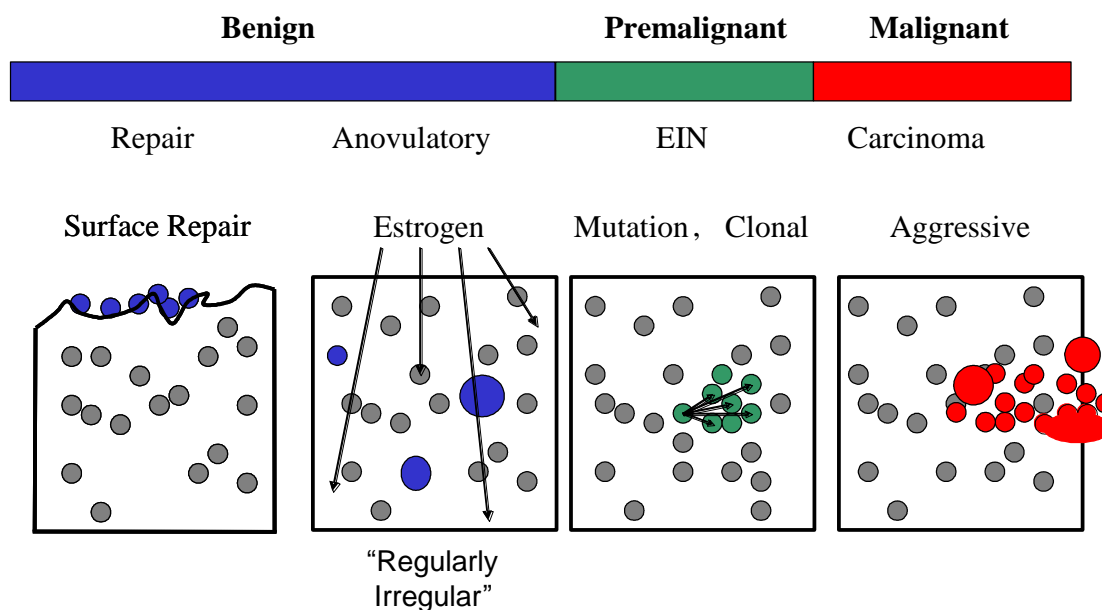 Benign Premalignant Malignant
Repair Anovulatory EIN Carcinoma
Surface Repair Estrogen Mutation, Clonal Aggressive
“Regularly
Irregular”